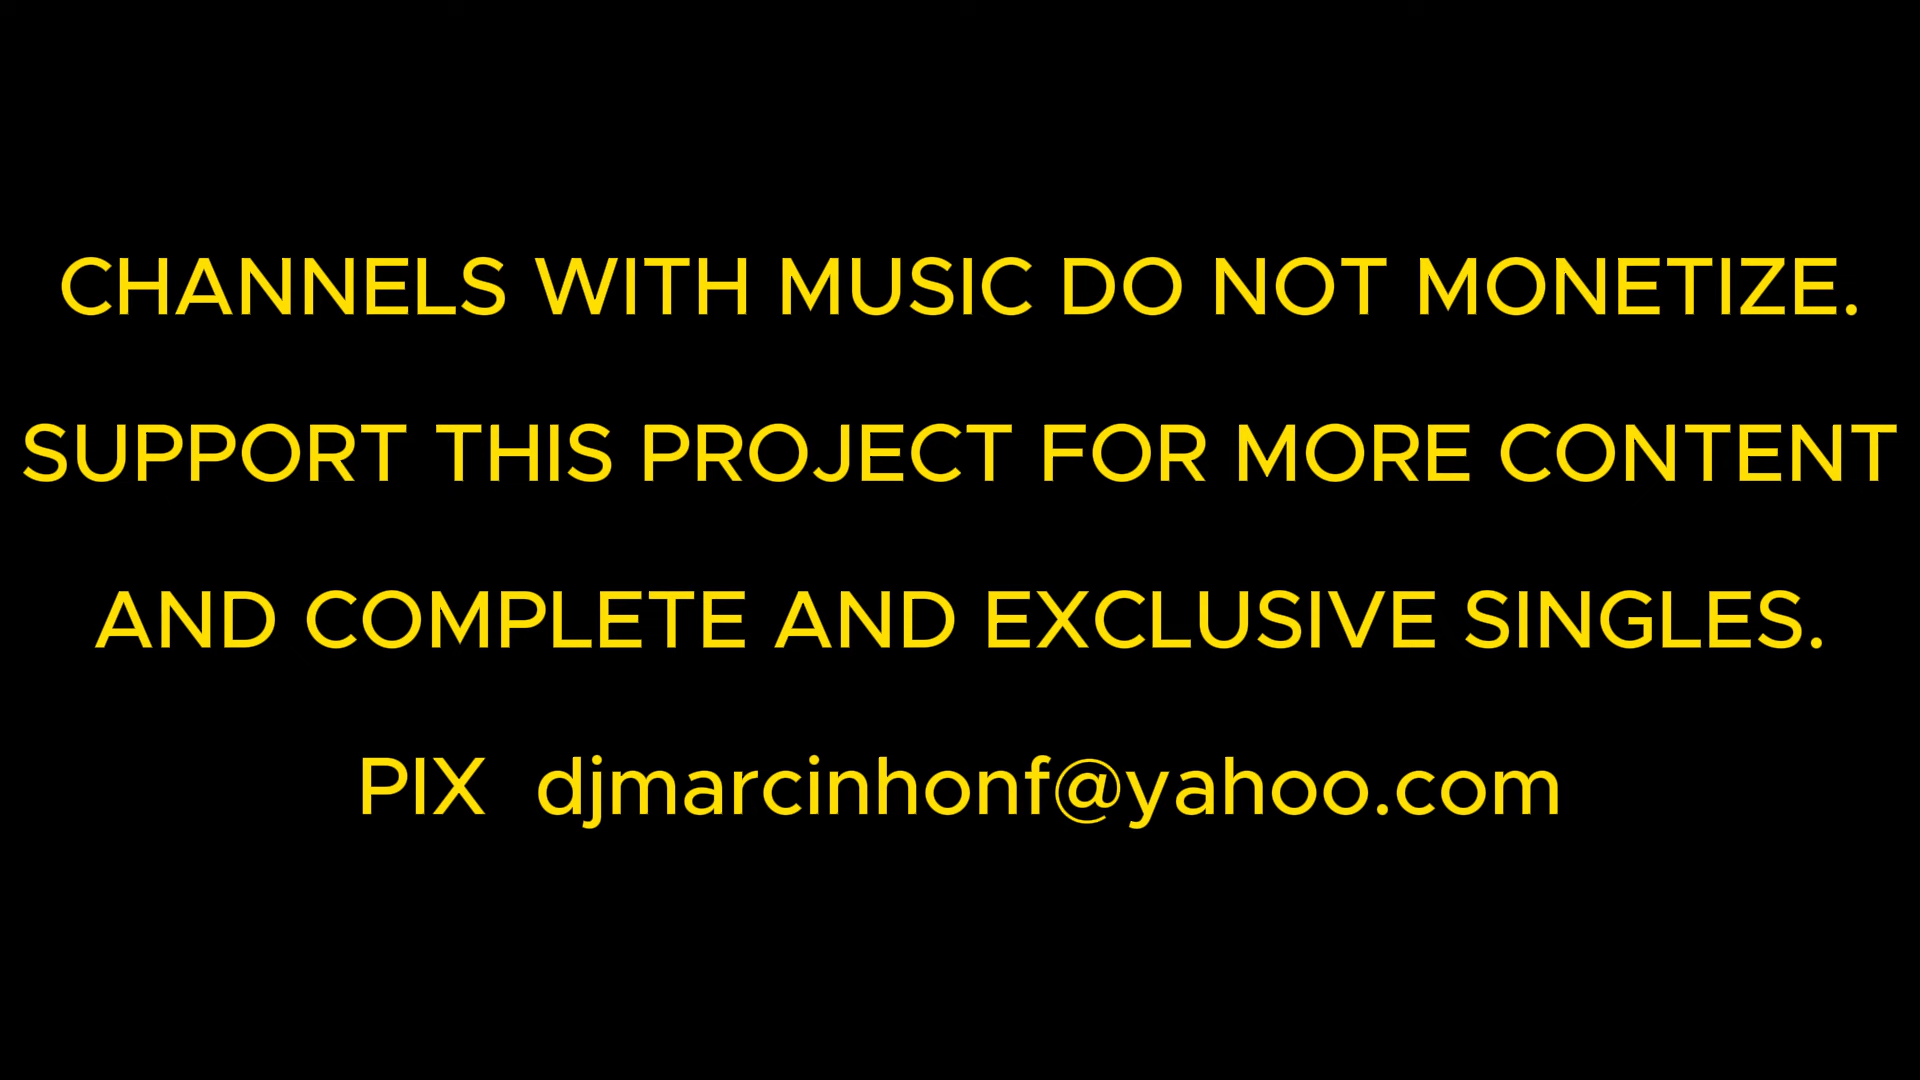 CHANNELS WITH MUSIC DO NOT MONETIZE.
SUPPORT THIS PROJECT FOR MORE CONTENT
AND COMPLETE AND EXCLUSIVE SINGLES.
PIX djmarcinhonf@yahoo.com